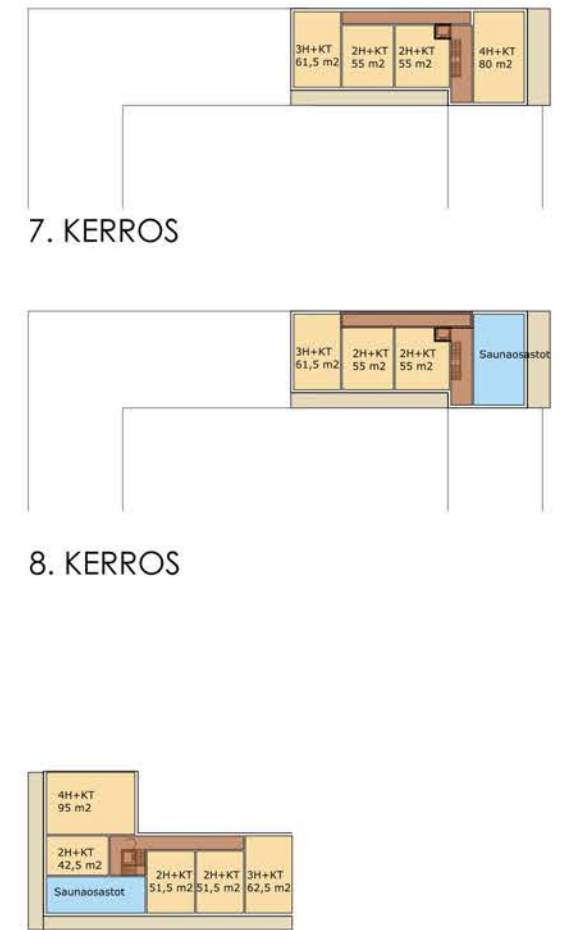 3H+KT
61,5 m2
2H+KT
55 m2
2H+KT
55 m2
4H+KT
80 m2
7. KERROS
3H+KT
61,5 m2
2H+KT
55 m2
2H+KT
55 m2
Saunaosastot
8. KERROS
4H+KT
95 m2
2H+KT
42,5 m2
Saunaosastot
2H+KT
51,5 m2
2H+KT
51,5 m2
3H+KT
62,5 m2